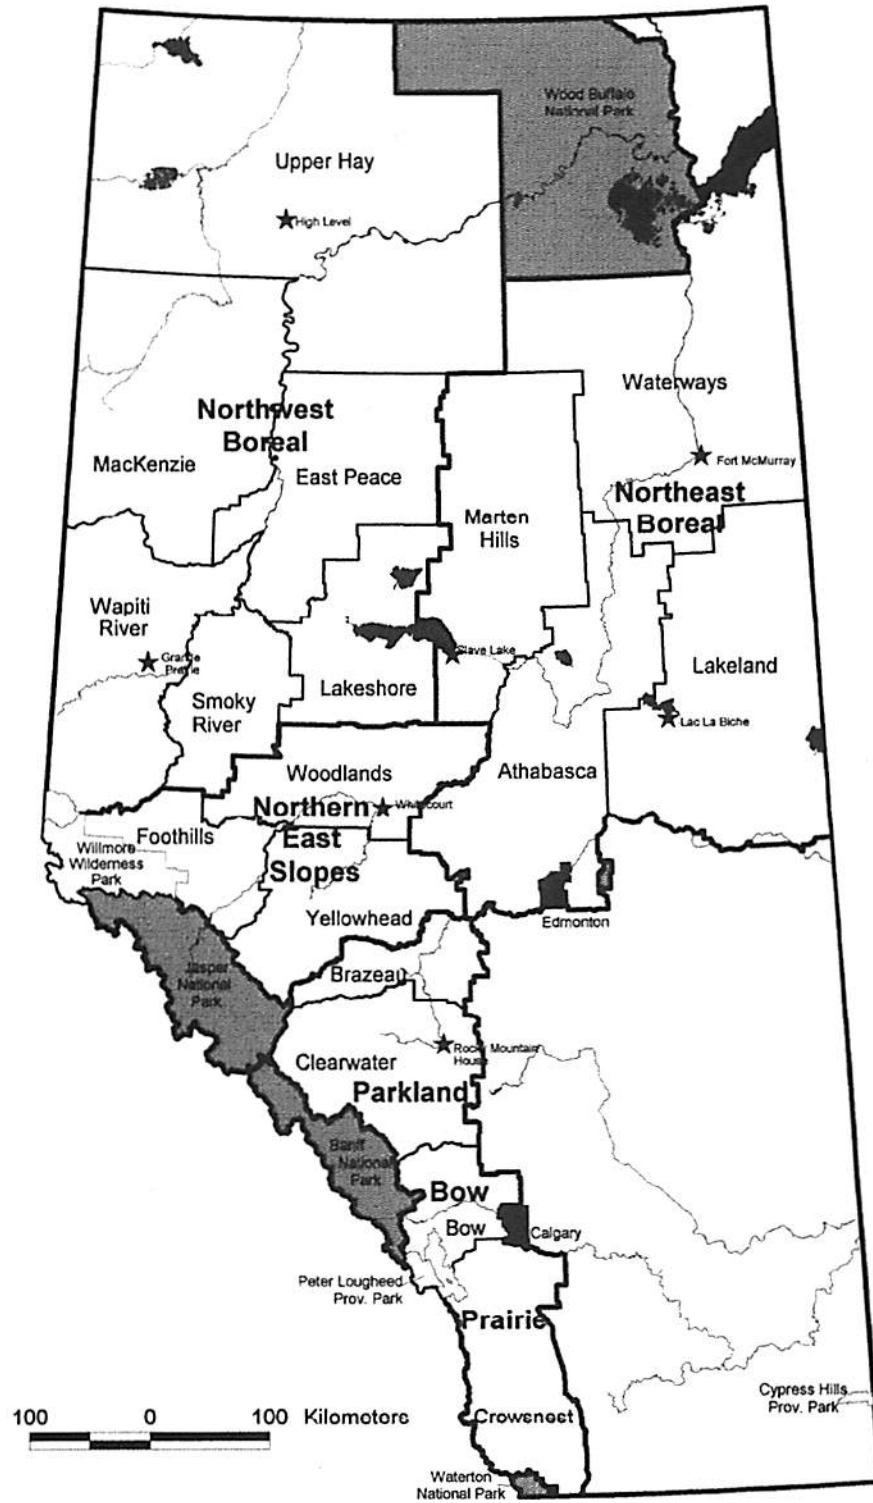 Wood Buffalo
National Park
Upper Hay
High Level
Waterways
Northwest
Boreal
MacKenzie
East Peace
Fort McMurray
Northeast
Boreal
Marten
Hills
Wapiti
River
Grande
Prairie
Slave Lake
Lakeland
Smoky
River
Lakeshore
Lac La Biche
Woodlands
Athabasca
Northern
East
Slopes
Whitecourt
Foothills
Willmore
Wilderness
Park
Yellowhead
Edmonton
Jasper
National
Park
Brazeau
Rocky Mountain
House
Clearwater
Parkland
Banff
National
Park
Bow
Bow
Calgary
Peter Lougheed
Prov. Park
Prairie
Cypress Hills
Prov. Park
100 0 100 Kilometers
Crowsnest
Waterton
National Park